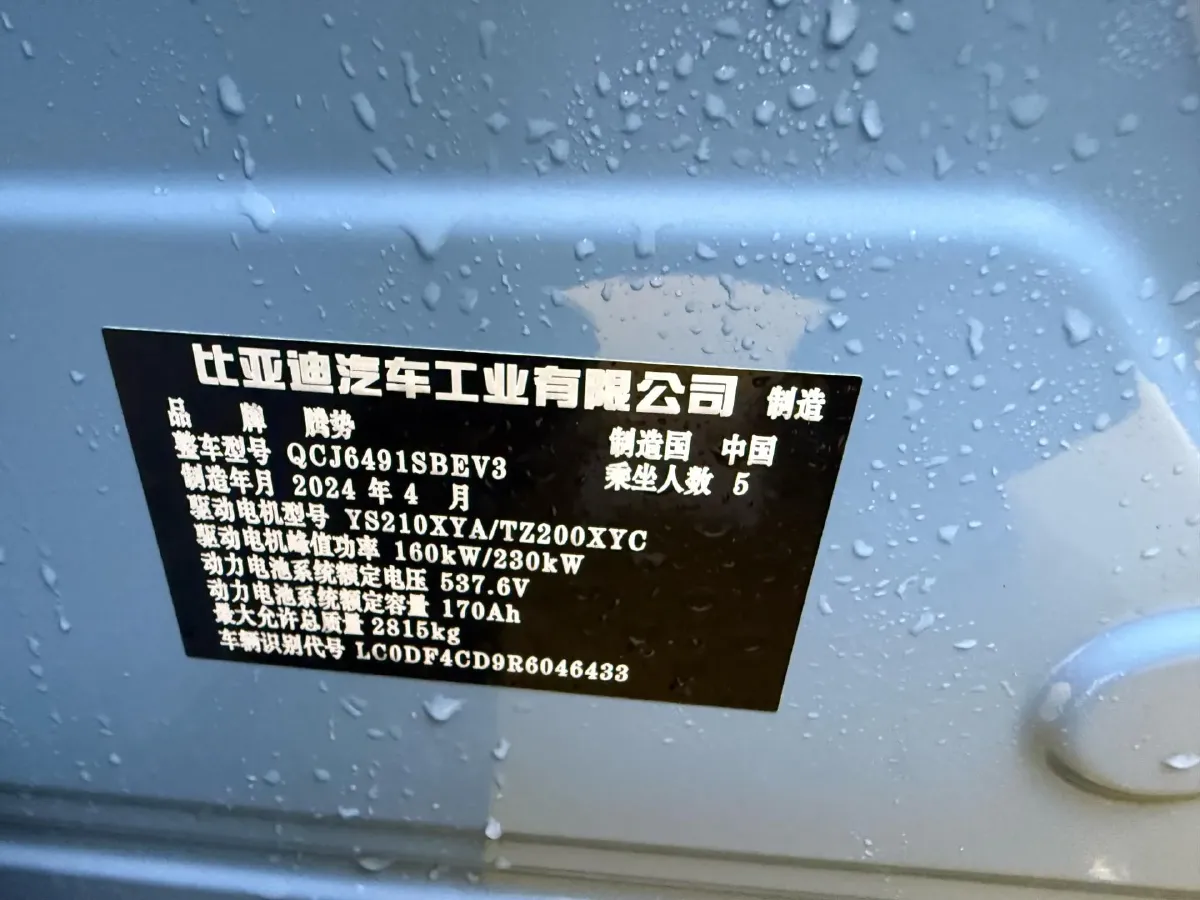 比亚迪汽车工业有限公司 制造
品 牌 腾势 制造国 中国
整车型号 QCJ6491SBEV3 乘坐人数 5
制造年月 2024 年 4 月
驱动电机型号 YS210XYA/TZ200XYC
驱动电机峰值功率 160kW/230kW
动力电池系统额定电压 537.6V
动力电池系统额定容量 170Ah
最大允许总质量 2815kg
车辆识别代号 LC0DF4CD9R6046433